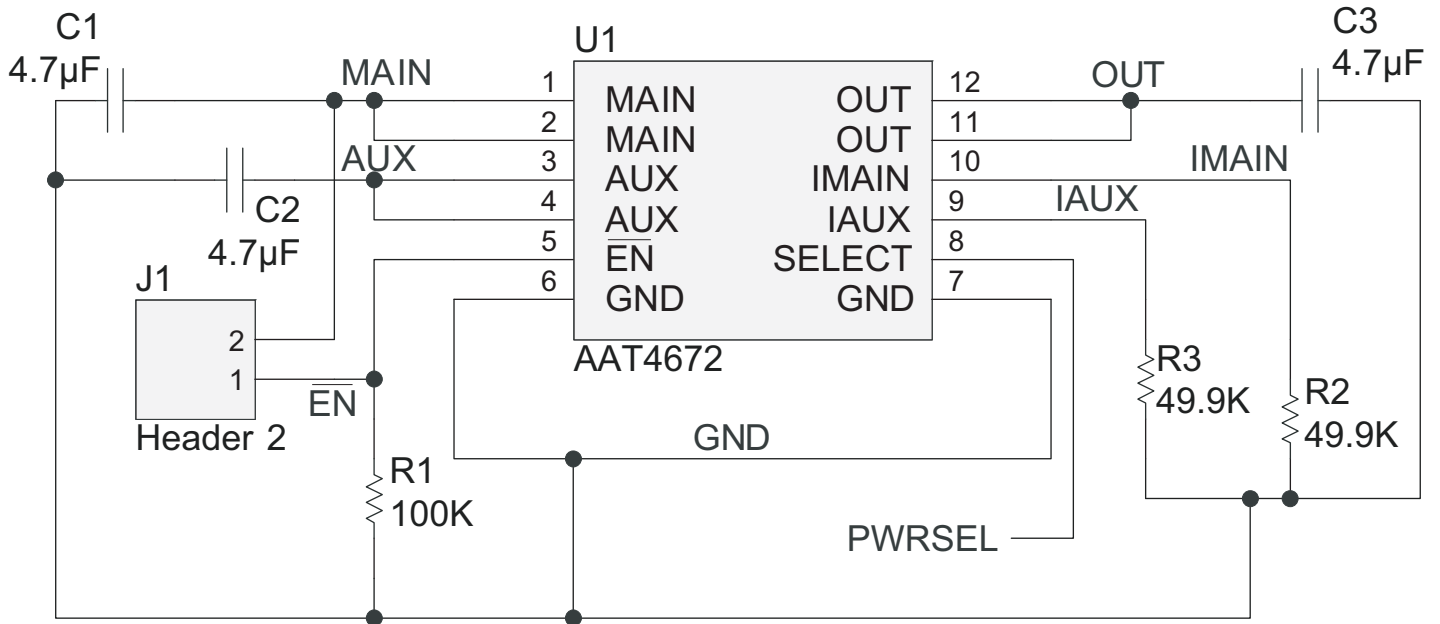 C1
4.7µF
MAIN
AUX
C2
4.7µF
J1
2
1
Header 2
EN
R1
100K
U1
1 MAIN OUT 12
2 MAIN OUT 11
3 AUX IMAIN 10
4 AUX IAUX 9
5 EN SELECT 8
6 GND GND 7
AAT4672
GND
PWRSEL
OUT
C3
4.7µF
IMAIN
IAUX
R3
49.9K
R2
49.9K